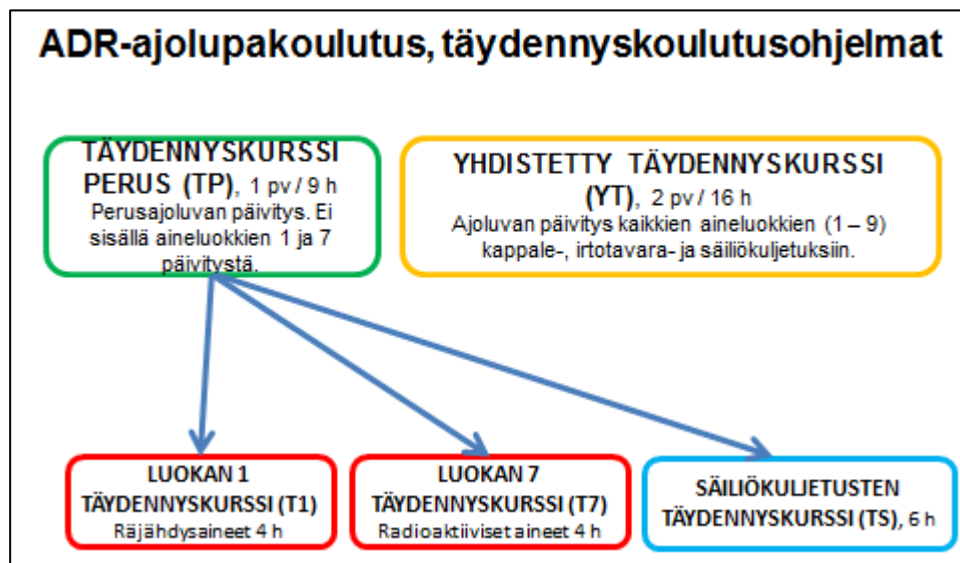 ADR-ajolupakoulutus, täydennyskoulutusohjelmat
TÄYDENNYSKURSSI
PERUS (TP), 1 pv / 9 h
Perusajoluvan päivitys. Ei
sisällä aineluokkien 1 ja 7
päivitystä.
YHDISTETTY TÄYDENNYSKURSSI
(YT), 2 pv / 16 h
Ajoluvan päivitys kaikkien aineluokkien (1 – 9)
kappale-, irtotavara- ja säiliökuljetuksiin.
LUOKAN 1
TÄYDENNYSKURSSI (T1)
Räjähdysaineet 4 h
LUOKAN 7
TÄYDENNYSKURSSI (T7)
Radioaktiiviset aineet 4 h
SÄILIÖKULJETUSTEN
TÄYDENNYSKURSSI (TS), 6 h